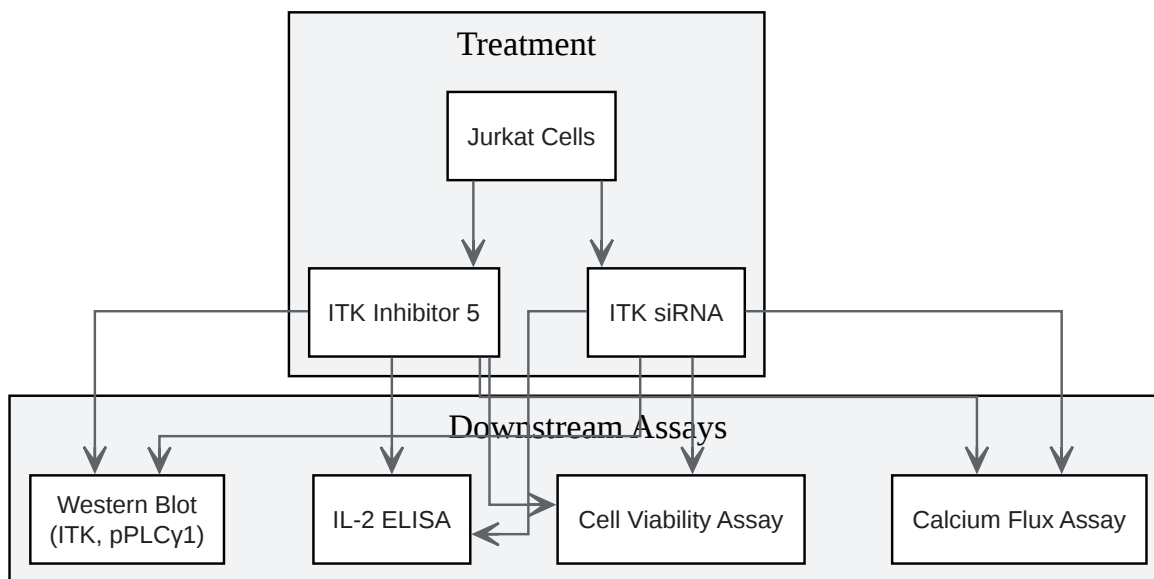 Treatment
Jurkat Cells
ITK Inhibitor 5
ITK siRNA
Downstream Assays
Western Blot
(ITK, pPLCγ1)
IL-2 ELISA
Cell Viability Assay
Calcium Flux Assay